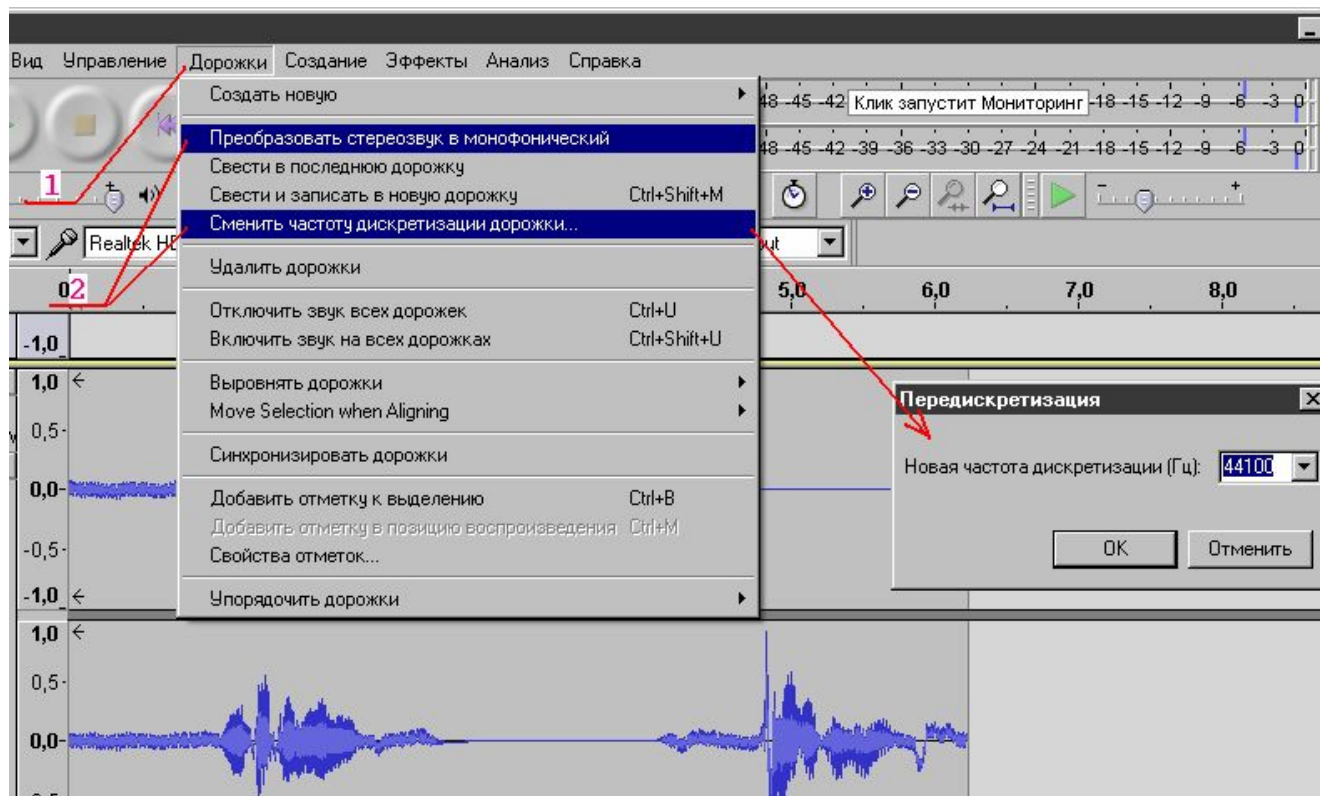 Вид Управление Дорожки Создание Эффекты Анализ Справка
Создать новую
Преобразовать стереозвук в монофонический
Свести в последнюю дорожку
Свести и записать в новую дорожку Ctrl+Shift+M
Сменить частоту дискретизации дорожки...
Удалить дорожки
Отключить звук всех дорожек Ctrl+U
Включить звук на всех дорожках Ctrl+Shift+U
Выровнять дорожки
Move Selection when Aligning
Синхронизировать дорожки
Добавить отметку к выделению Ctrl+B
Добавить отметку в позицию воспроизведения Ctrl+M
Свойства отметок...
Упорядочить дорожки
48 -45 -42 Клик запустит Мониторинг -18 -15 -12 -9 -6 -3 0
48 -45 -42 -39 -36 -33 -30 -27 -24 -21 -18 -15 -12 -9 -6 -3 0
1
Realtek HD
2
5,0 6,0 7,0 8,0
-1,0
1,0
0,5
0,0
-0,5
-1,0
1,0
0,5
0,0
Передискретизация
Новая частота дискретизации (Гц): 44100
OK Отменить